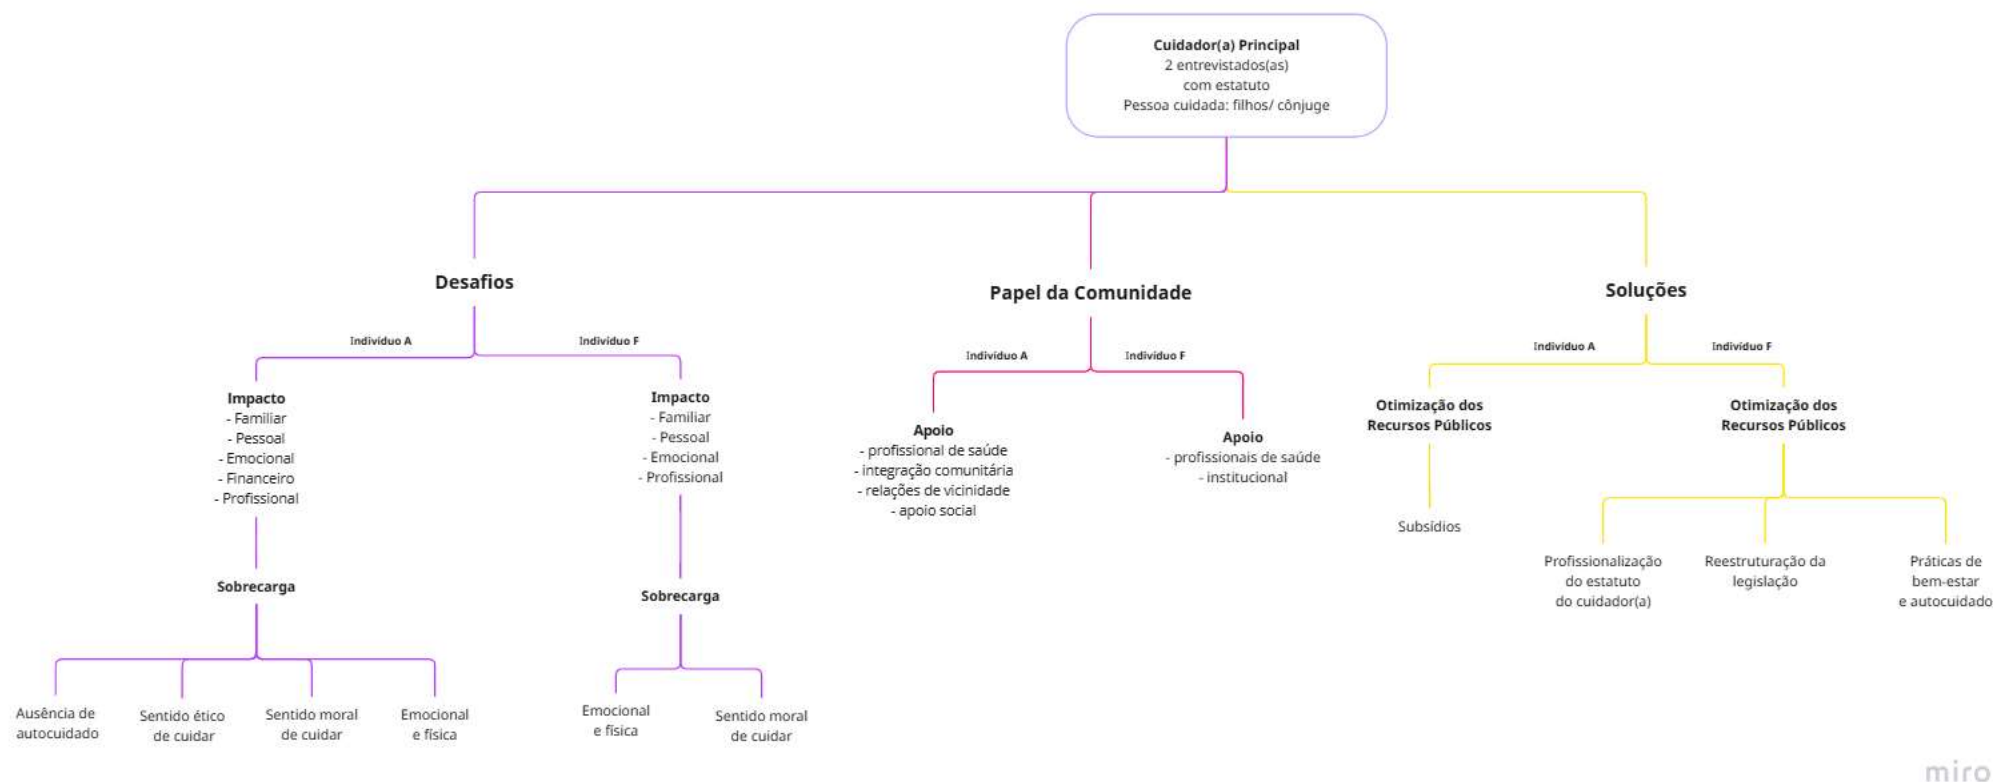 Cuidador(a) Principal
2 entrevistados(as)
com estatuto
Pessoa cuidada: filhos/ cônjuge
Desafios
Indivíduo A
Indivíduo F
Impacto
- Familiar
- Pessoal
- Emocional
- Financeiro
- Profissional
Sobrecarga
Ausência de
autocuidado
Sentido ético
de cuidar
Sentido moral
de cuidar
Emocional
e física
Impacto
- Familiar
- Pessoal
- Emocional
- Profissional
Sobrecarga
Emocional
e física
Sentido moral
de cuidar
Papel da Comunidade
Indivíduo A
Indivíduo F
Apoio
- profissional de saúde
- integração comunitária
- relações de vicinidade
- apoio social
Apoio
- profissionais de saúde
- institucional
Soluções
Indivíduo A
Indivíduo F
Otimização dos
Recursos Públicos
Subsídios
Otimização dos
Recursos Públicos
Profissionalização
do estatuto
do cuidador(a)
Reestruturação da
legislação
Práticas de
bem-estar
e autocuidado
miro